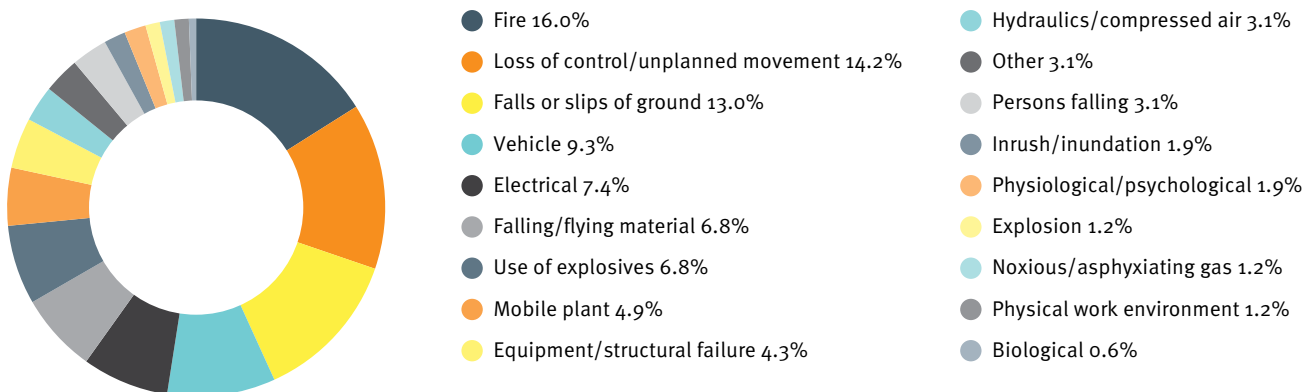 Fire 16.0%
Loss of control/unplanned movement 14.2%
Falls or slips of ground 13.0%
Vehicle 9.3%
Electrical 7.4%
Falling/flying material 6.8%
Use of explosives 6.8%
Mobile plant 4.9%
Equipment/structural failure 4.3%
Hydraulics/compressed air 3.1%
Other 3.1%
Persons falling 3.1%
Inrush/inundation 1.9%
Physiological/psychological 1.9%
Explosion 1.2%
Noxious/asphyxiating gas 1.2%
Physical work environment 1.2%
Biological 0.6%